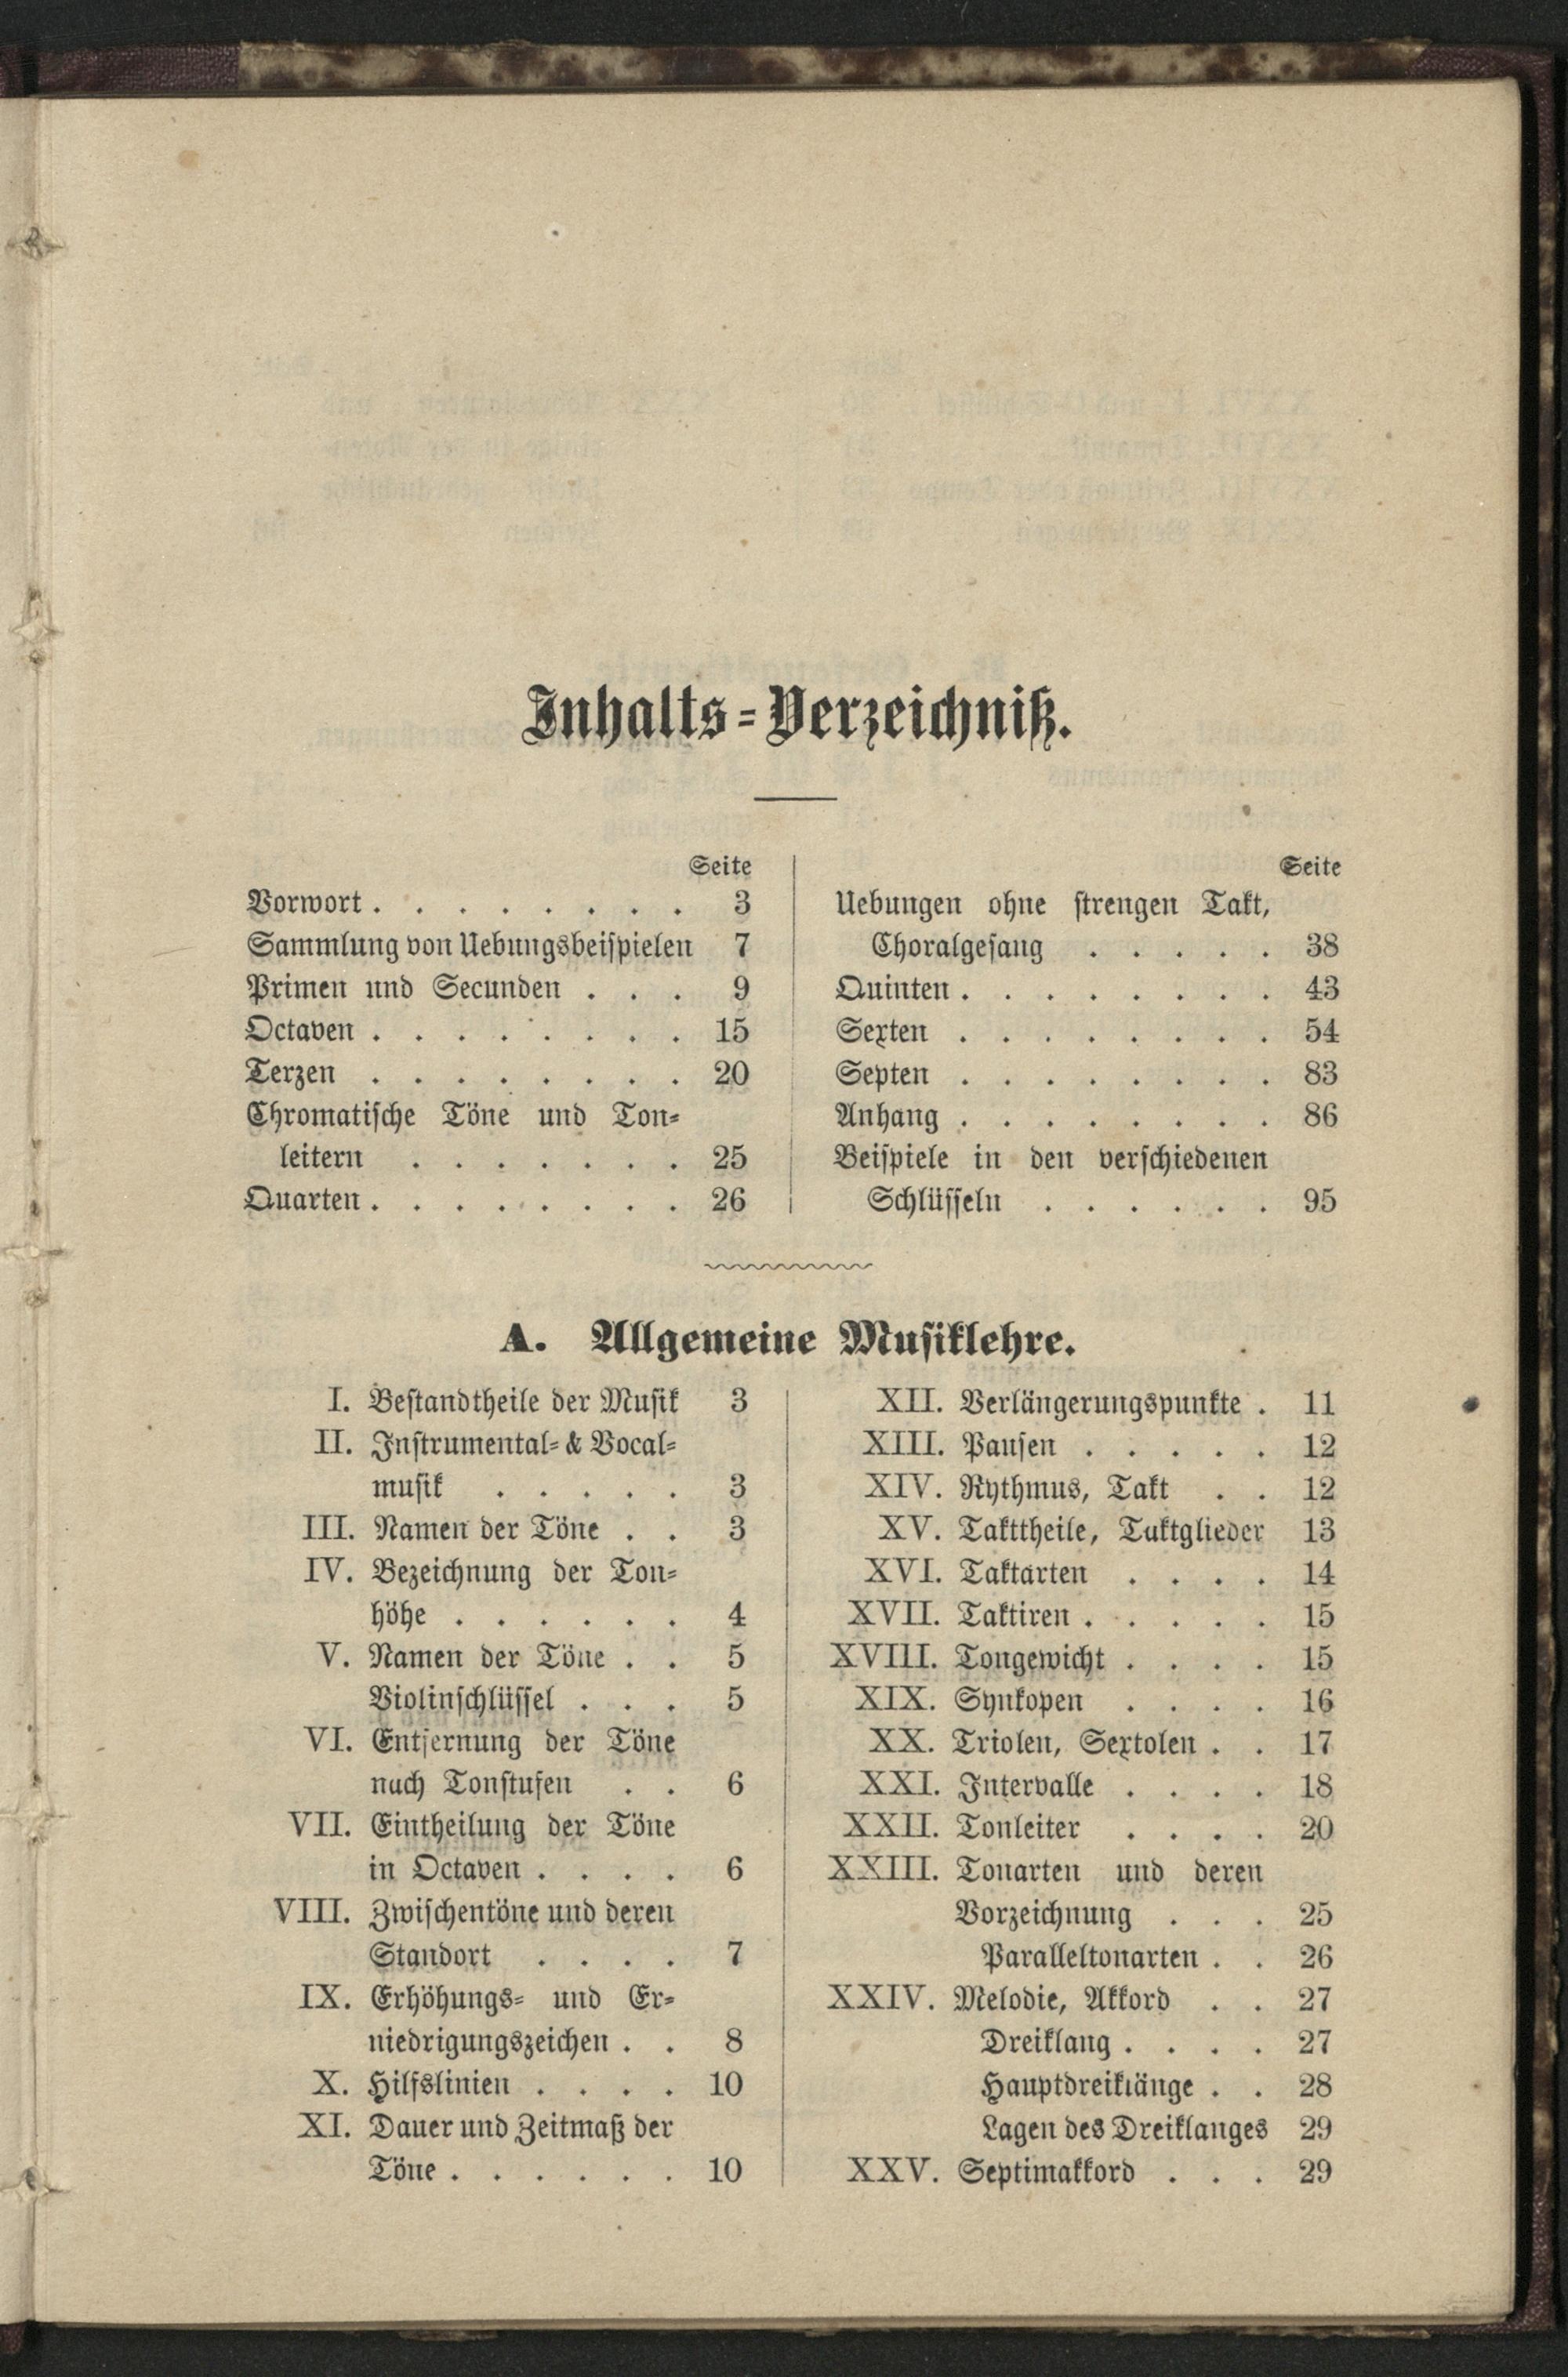 Inhalts=Verzeichniß.
Seite
Vorwort . . . . . . . . 3
Sammlung von Uebungsbeispielen 7
Primen und Secunden . . . 9
Octaven . . . . . . . . 15
Terzen . . . . . . . . 20
Chromatische Töne und Ton=
leitern . . . . . . . 25
Quarten . . . . . . . . 26
Seite
Uebungen ohne strengen Takt,
Choralgesang . . . . . 38
Quinten . . . . . . . . 43
Sexten . . . . . . . . 54
Septen . . . . . . . . 83
Anhang . . . . . . . . 86
Beispiele in den verschiedenen
Schlüsseln . . . . . . 95
A. Allgemeine Musiklehre.
I. Bestandtheile der Musik 3
II. Instrumental= & Vocal=
musik . . . . . 3
III. Namen der Töne . . 3
IV. Bezeichnung der Ton=
höhe . . . . . . 4
V. Namen der Töne . . 5
Violinschlüssel . . . 5
VI. Entfernung der Töne
nach Tonstufen . . 6
VII. Eintheilung der Töne
in Octaven . . . . 6
VIII. Zwischentöne und deren
Standort . . . . 7
IX. Erhöhungs= und Er=
niedrigungszeichen . . 8
X. Hilfslinien . . . . 10
XI. Dauer und Zeitmaß der
Töne . . . . . . 10
XII. Verlängerungspunkte . 11
XIII. Pausen . . . . . 12
XIV. Rythmus, Takt . . 12
XV. Takttheile, Tuktglieder 13
XVI. Taktarten . . . . 14
XVII. Taktiren . . . . . 15
XVIII. Tongewicht . . . . 15
XIX. Synkopen . . . . 16
XX. Triolen, Sextolen . . 17
XXI. Intervalle . . . . 18
XXII. Tonleiter . . . . 20
XXIII. Tonarten und deren
Vorzeichnung . . . 25
Paralleltonarten . . 26
XXIV. Melodie, Akkord . . 27
Dreiklang . . . . 27
Hauptdreiklänge . . 28
Lagen des Dreiklanges 29
XXV. Septimakkord . . . 29